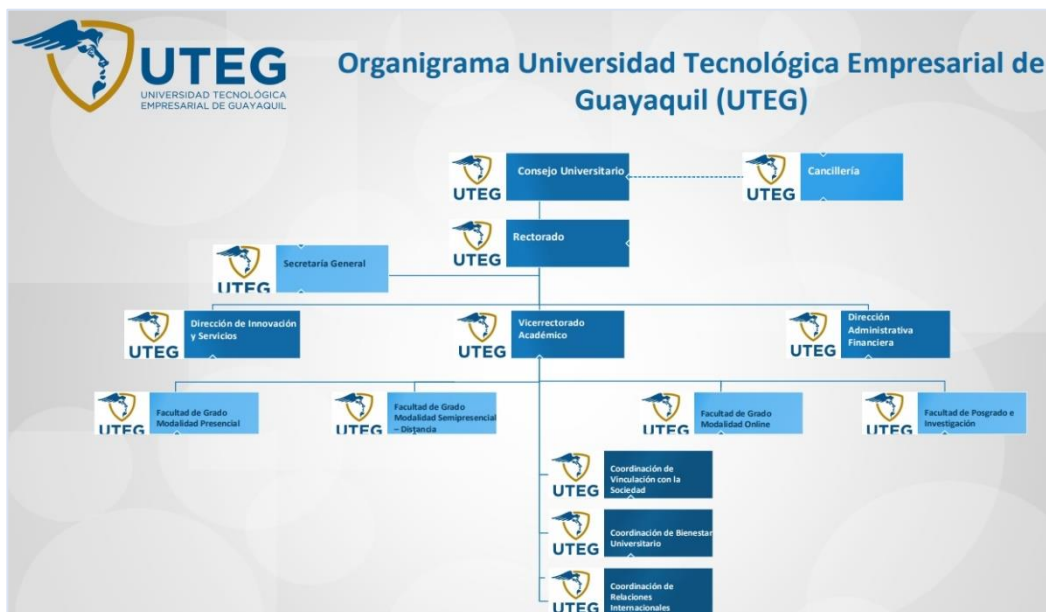 UTEG
UNIVERSIDAD TECNOLÓGICA
EMPRESARIAL DE GUAYAQUIL
Organigrama Universidad Tecnológica Empresarial de
Guayaquil (UTEG)
UTEG
Consejo Universitario
UTEG
Cancillería
UTEG
Rectorado
UTEG
Secretaría General
UTEG
Dirección de Innovación
y Servicios
UTEG
Vicerrectorado
Académico
UTEG
Dirección
Administrativa
Financiera
UTEG
Facultad de Grado
Modalidad Presencial
UTEG
Facultad de Grado
Modalidad Semipresencial
– Distancia
UTEG
Facultad de Grado
Modalidad Online
UTEG
Facultad de Posgrado e
Investigación
UTEG
Coordinación de
Vinculación con la
Sociedad
UTEG
Coordinación de Bienestar
Universitario
UTEG
Coordinación de
Relaciones
Internacionales